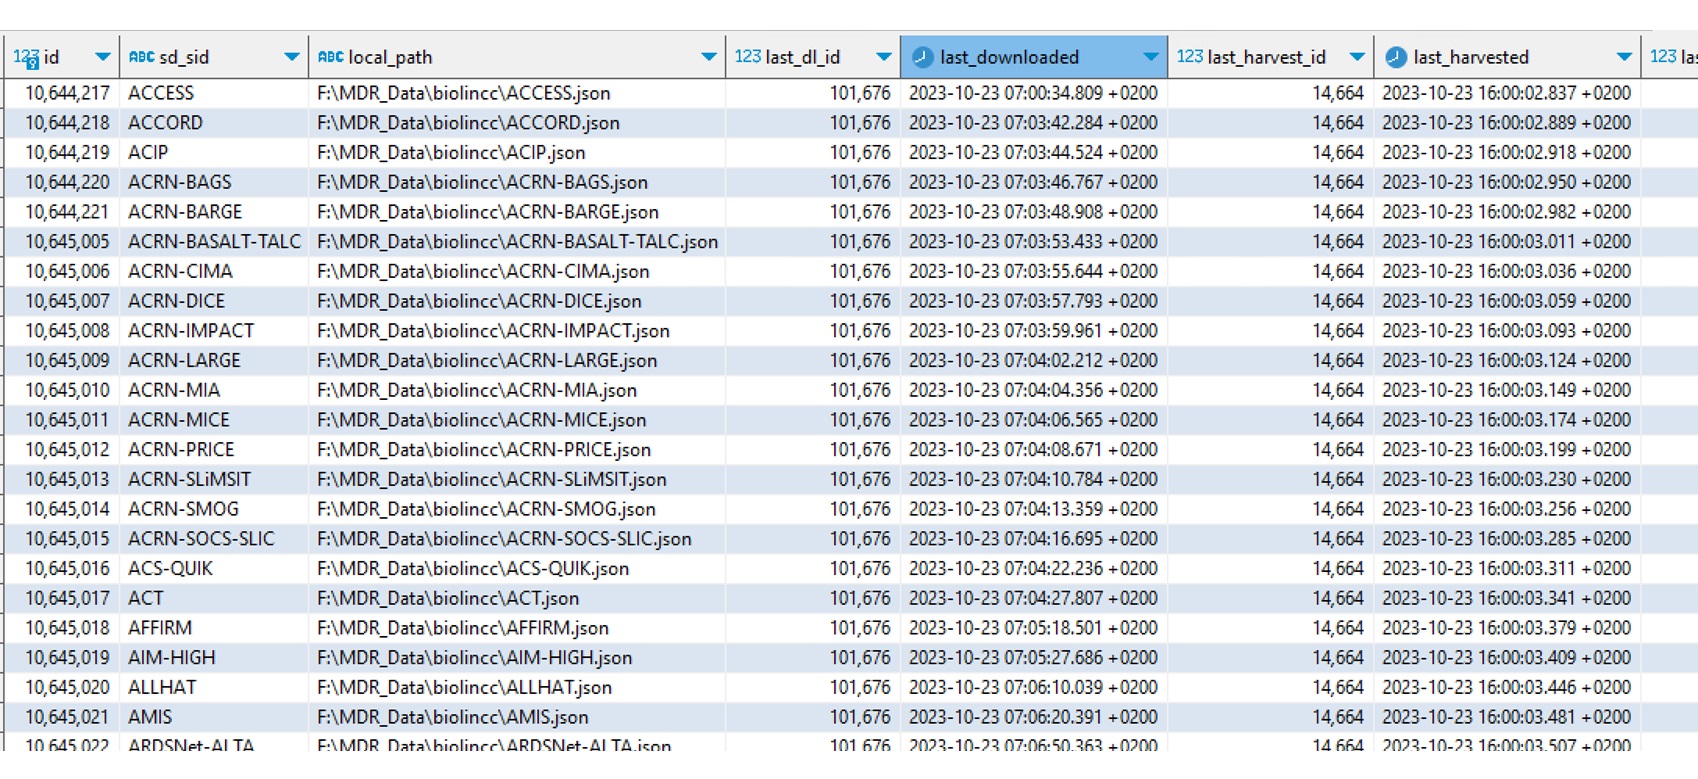 123 id ABC sd_sid ABC local_path 123 last_dl_id last_downloaded 123 last_harvest_id last_harvested 123 las
10,644,217 ACCESS F:\MDR_Data\biolincc\ACCESS.json 101,676 2023-10-23 07:00:34.809 +0200 14,664 2023-10-23 16:00:02.837 +0200
10,644,218 ACCORD F:\MDR_Data\biolincc\ACCORD.json 101,676 2023-10-23 07:03:42.284 +0200 14,664 2023-10-23 16:00:02.889 +0200
10,644,219 ACIP F:\MDR_Data\biolincc\ACIP.json 101,676 2023-10-23 07:03:44.524 +0200 14,664 2023-10-23 16:00:02.918 +0200
10,644,220 ACRN-BAGS F:\MDR_Data\biolincc\ACRN-BAGS.json 101,676 2023-10-23 07:03:46.767 +0200 14,664 2023-10-23 16:00:02.950 +0200
10,644,221 ACRN-BARGE F:\MDR_Data\biolincc\ACRN-BARGE.json 101,676 2023-10-23 07:03:48.908 +0200 14,664 2023-10-23 16:00:02.982 +0200
10,645,005 ACRN-BASALT-TALC F:\MDR_Data\biolincc\ACRN-BASALT-TALC.json 101,676 2023-10-23 07:03:53.433 +0200 14,664 2023-10-23 16:00:03.011 +0200
10,645,006 ACRN-CIMA F:\MDR_Data\biolincc\ACRN-CIMA.json 101,676 2023-10-23 07:03:55.644 +0200 14,664 2023-10-23 16:00:03.036 +0200
10,645,007 ACRN-DICE F:\MDR_Data\biolincc\ACRN-DICE.json 101,676 2023-10-23 07:03:57.793 +0200 14,664 2023-10-23 16:00:03.059 +0200
10,645,008 ACRN-IMPACT F:\MDR_Data\biolincc\ACRN-IMPACT.json 101,676 2023-10-23 07:03:59.961 +0200 14,664 2023-10-23 16:00:03.093 +0200
10,645,009 ACRN-LARGE F:\MDR_Data\biolincc\ACRN-LARGE.json 101,676 2023-10-23 07:04:02.212 +0200 14,664 2023-10-23 16:00:03.124 +0200
10,645,010 ACRN-MIA F:\MDR_Data\biolincc\ACRN-MIA.json 101,676 2023-10-23 07:04:04.356 +0200 14,664 2023-10-23 16:00:03.149 +0200
10,645,011 ACRN-MICE F:\MDR_Data\biolincc\ACRN-MICE.json 101,676 2023-10-23 07:04:06.565 +0200 14,664 2023-10-23 16:00:03.174 +0200
10,645,012 ACRN-PRICE F:\MDR_Data\biolincc\ACRN-PRICE.json 101,676 2023-10-23 07:04:08.671 +0200 14,664 2023-10-23 16:00:03.199 +0200
10,645,013 ACRN-SLiMSIT F:\MDR_Data\biolincc\ACRN-SLiMSIT.json 101,676 2023-10-23 07:04:10.784 +0200 14,664 2023-10-23 16:00:03.230 +0200
10,645,014 ACRN-SMOG F:\MDR_Data\biolincc\ACRN-SMOG.json 101,676 2023-10-23 07:04:13.359 +0200 14,664 2023-10-23 16:00:03.256 +0200
10,645,015 ACRN-SOCS-SLIC F:\MDR_Data\biolincc\ACRN-SOCS-SLIC.json 101,676 2023-10-23 07:04:16.695 +0200 14,664 2023-10-23 16:00:03.285 +0200
10,645,016 ACS-QUIK F:\MDR_Data\biolincc\ACS-QUIK.json 101,676 2023-10-23 07:04:22.236 +0200 14,664 2023-10-23 16:00:03.311 +0200
10,645,017 ACT F:\MDR_Data\biolincc\ACT.json 101,676 2023-10-23 07:04:27.807 +0200 14,664 2023-10-23 16:00:03.341 +0200
10,645,018 AFFIRM F:\MDR_Data\biolincc\AFFIRM.json 101,676 2023-10-23 07:05:18.501 +0200 14,664 2023-10-23 16:00:03.379 +0200
10,645,019 AIM-HIGH F:\MDR_Data\biolincc\AIM-HIGH.json 101,676 2023-10-23 07:05:27.686 +0200 14,664 2023-10-23 16:00:03.409 +0200
10,645,020 ALLHAT F:\MDR_Data\biolincc\ALLHAT.json 101,676 2023-10-23 07:06:10.039 +0200 14,664 2023-10-23 16:00:03.446 +0200
10,645,021 AMIS F:\MDR_Data\biolincc\AMIS.json 101,676 2023-10-23 07:06:20.391 +0200 14,664 2023-10-23 16:00:03.481 +0200
10,645,022 ARDSNet-ALTA F:\MDR_Data\biolincc\ARDSNet-ALTA.json 101,676 2023-10-23 07:06:50.363 +0200 14,664 2023-10-23 16:00:03.507 +0200